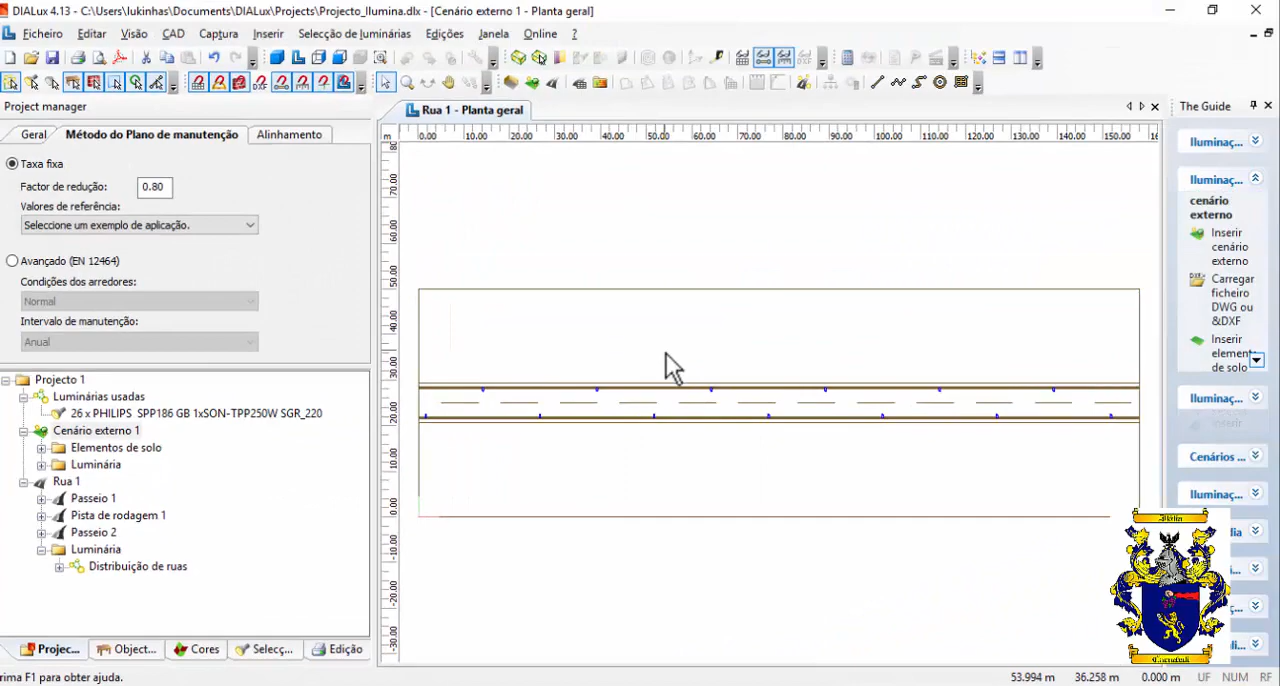 DIALux 4.13 - C:\Users\lukinhas\Documents\DIALux\Projects\Projecto_Ilumina.dlx - [Cenário externo 1 - Planta geral]
Ficheiro Editar Visão CAD Captura Inserir Selecção de luminárias Edições Janela Online ?
Project manager
Geral Método do Plano de manutenção Alinhamento
Taxa fixa
Factor de redução: 0.80
Valores de referência:
Seleccione um exemplo de aplicação.
Avançado (EN 12464)
Condições dos arredores:
Normal
Intervalo de manutenção:
Anual
Projecto 1
Luminárias usadas
26 x PHILIPS SPP186 GB 1xSON-TPP250W SGR_220
Cenário externo 1
Elementos de solo
Luminária
Rua 1
Passeio 1
Pista de rodagem 1
Passeio 2
Luminária
Distribuição de ruas
Projec... Object... Cores Selecç... Edição
rima F1 para obter ajuda.
Rua 1 - Planta geral
m 0.00 10.00 20.00 30.00 40.00 50.00 60.00 70.00 80.00 90.00 100.00 110.00 120.00 130.00 140.00 150.00 16
80
70.00
60.00
50.00
40.00
30.00
20.00
10.00
0.00
-10.00
-20.00
-30.00
The Guide
Iluminaç...
Iluminaç...
cenário
externo
Inserir
cenário
externo
Carregar
ficheiro
DWG ou
&DXF
Inserir
element
de solo
Iluminaç...
Cenários ...
Iluminaç...
dia
53.994 m 36.258 m 0.000 m UF NUM RF